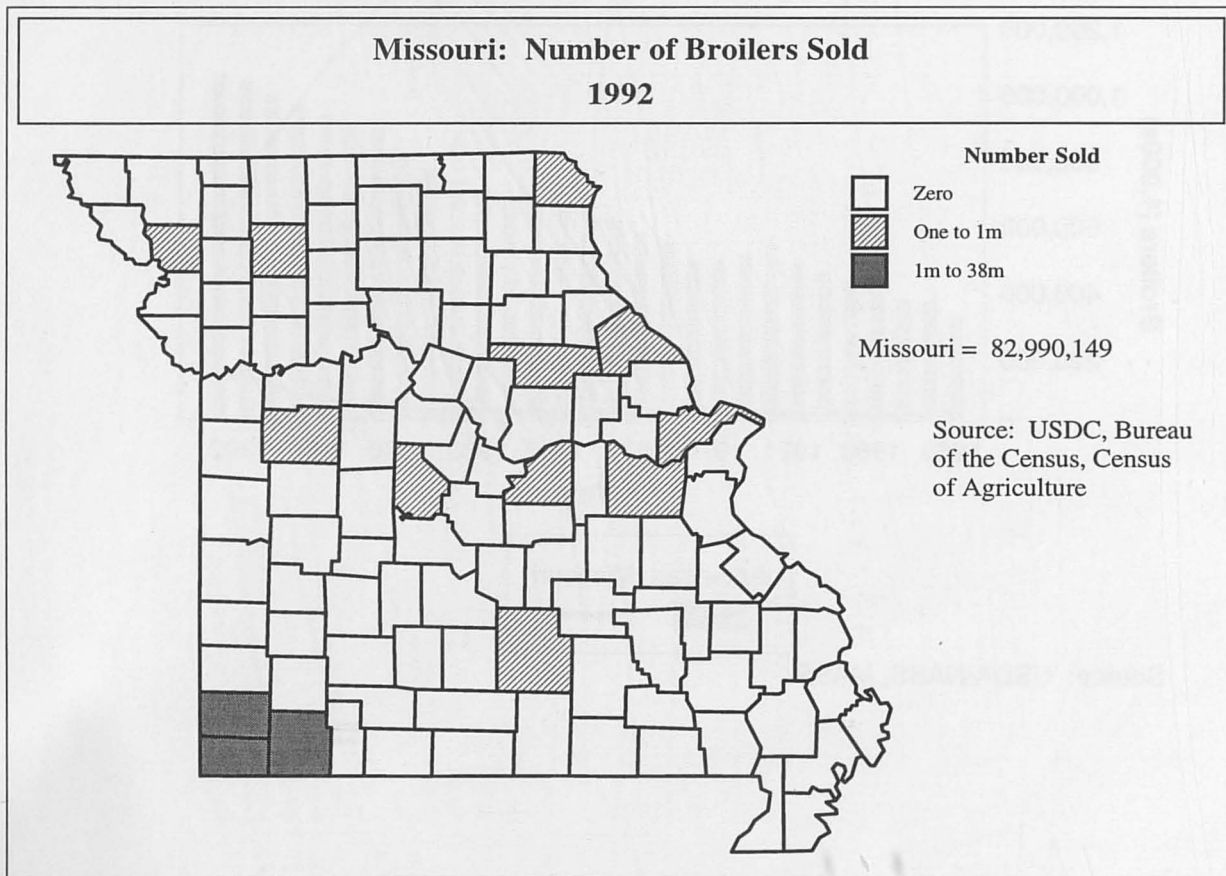 Missouri: Number of Broilers Sold
1992
Number Sold
Zero
One to 1m
1m to 38m
Missouri = 82,990,149
Source: USDC, Bureau
of the Census, Census
of Agriculture